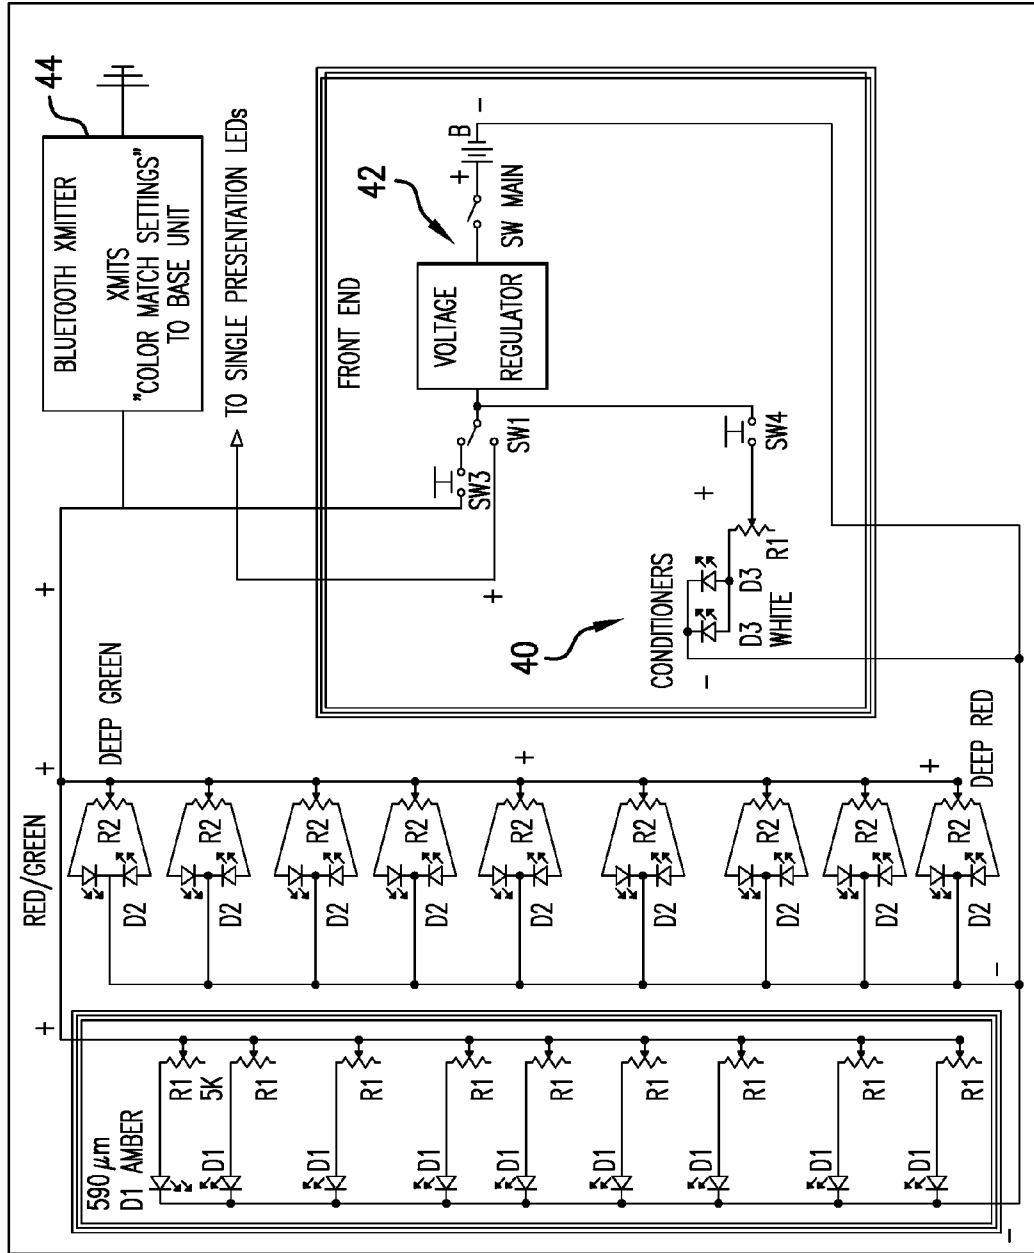 590 µm
D1 AMBER
R1
5K
D1
R1
D1
R1
D1
R1
D1
R1
D1
R1
D1
R1
D1
R1
D1
R1
+
−
RED/GREEN
+
DEEP GREEN
D2
R2
D2
R2
D2
R2
D2
R2
D2
R2
+
D2
R2
D2
R2
D2
R2
D2
R2
+
DEEP RED
−
+
44
BLUETOOTH XMITTER
XMITS
"COLOR MATCH SETTINGS"
TO BASE UNIT
TO SINGLE PRESENTATION LEDs
FRONT END
42
VOLTAGE
REGULATOR
SW MAIN
+
B
−
SW3
SW1
+
40
CONDITIONERS
−
D3
D3
WHITE
R1
+
SW4